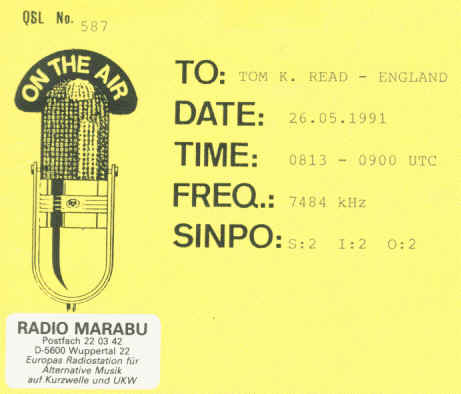 QSL No. 587
ON THE AIR
TO: TOM K. READ - ENGLAND
DATE: 26.05.1991
TIME: 0813 - 0900 UTC
FREQ.: 7484 kHz
SINPO: S:2 I:2 O:2
RADIO MARABU
Postfach 22 03 42
D-5600 Wuppertal 22
Europas Radiostation für
Alternative Musik
auf Kurzwelle und UKW